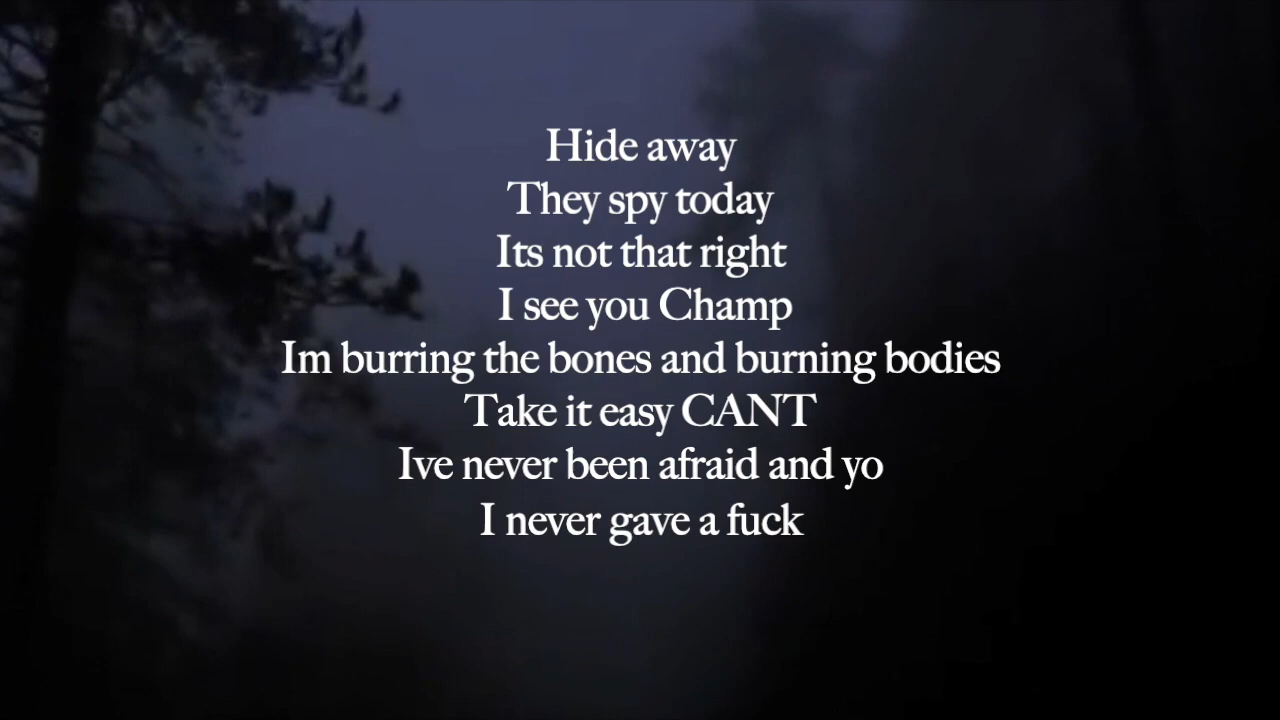 Hide away
They spy today
Its not that right
I see you Champ
Im burring the bones and burning bodies
Take it easy CANT
Ive never been afraid and yo
I never gave a fuck